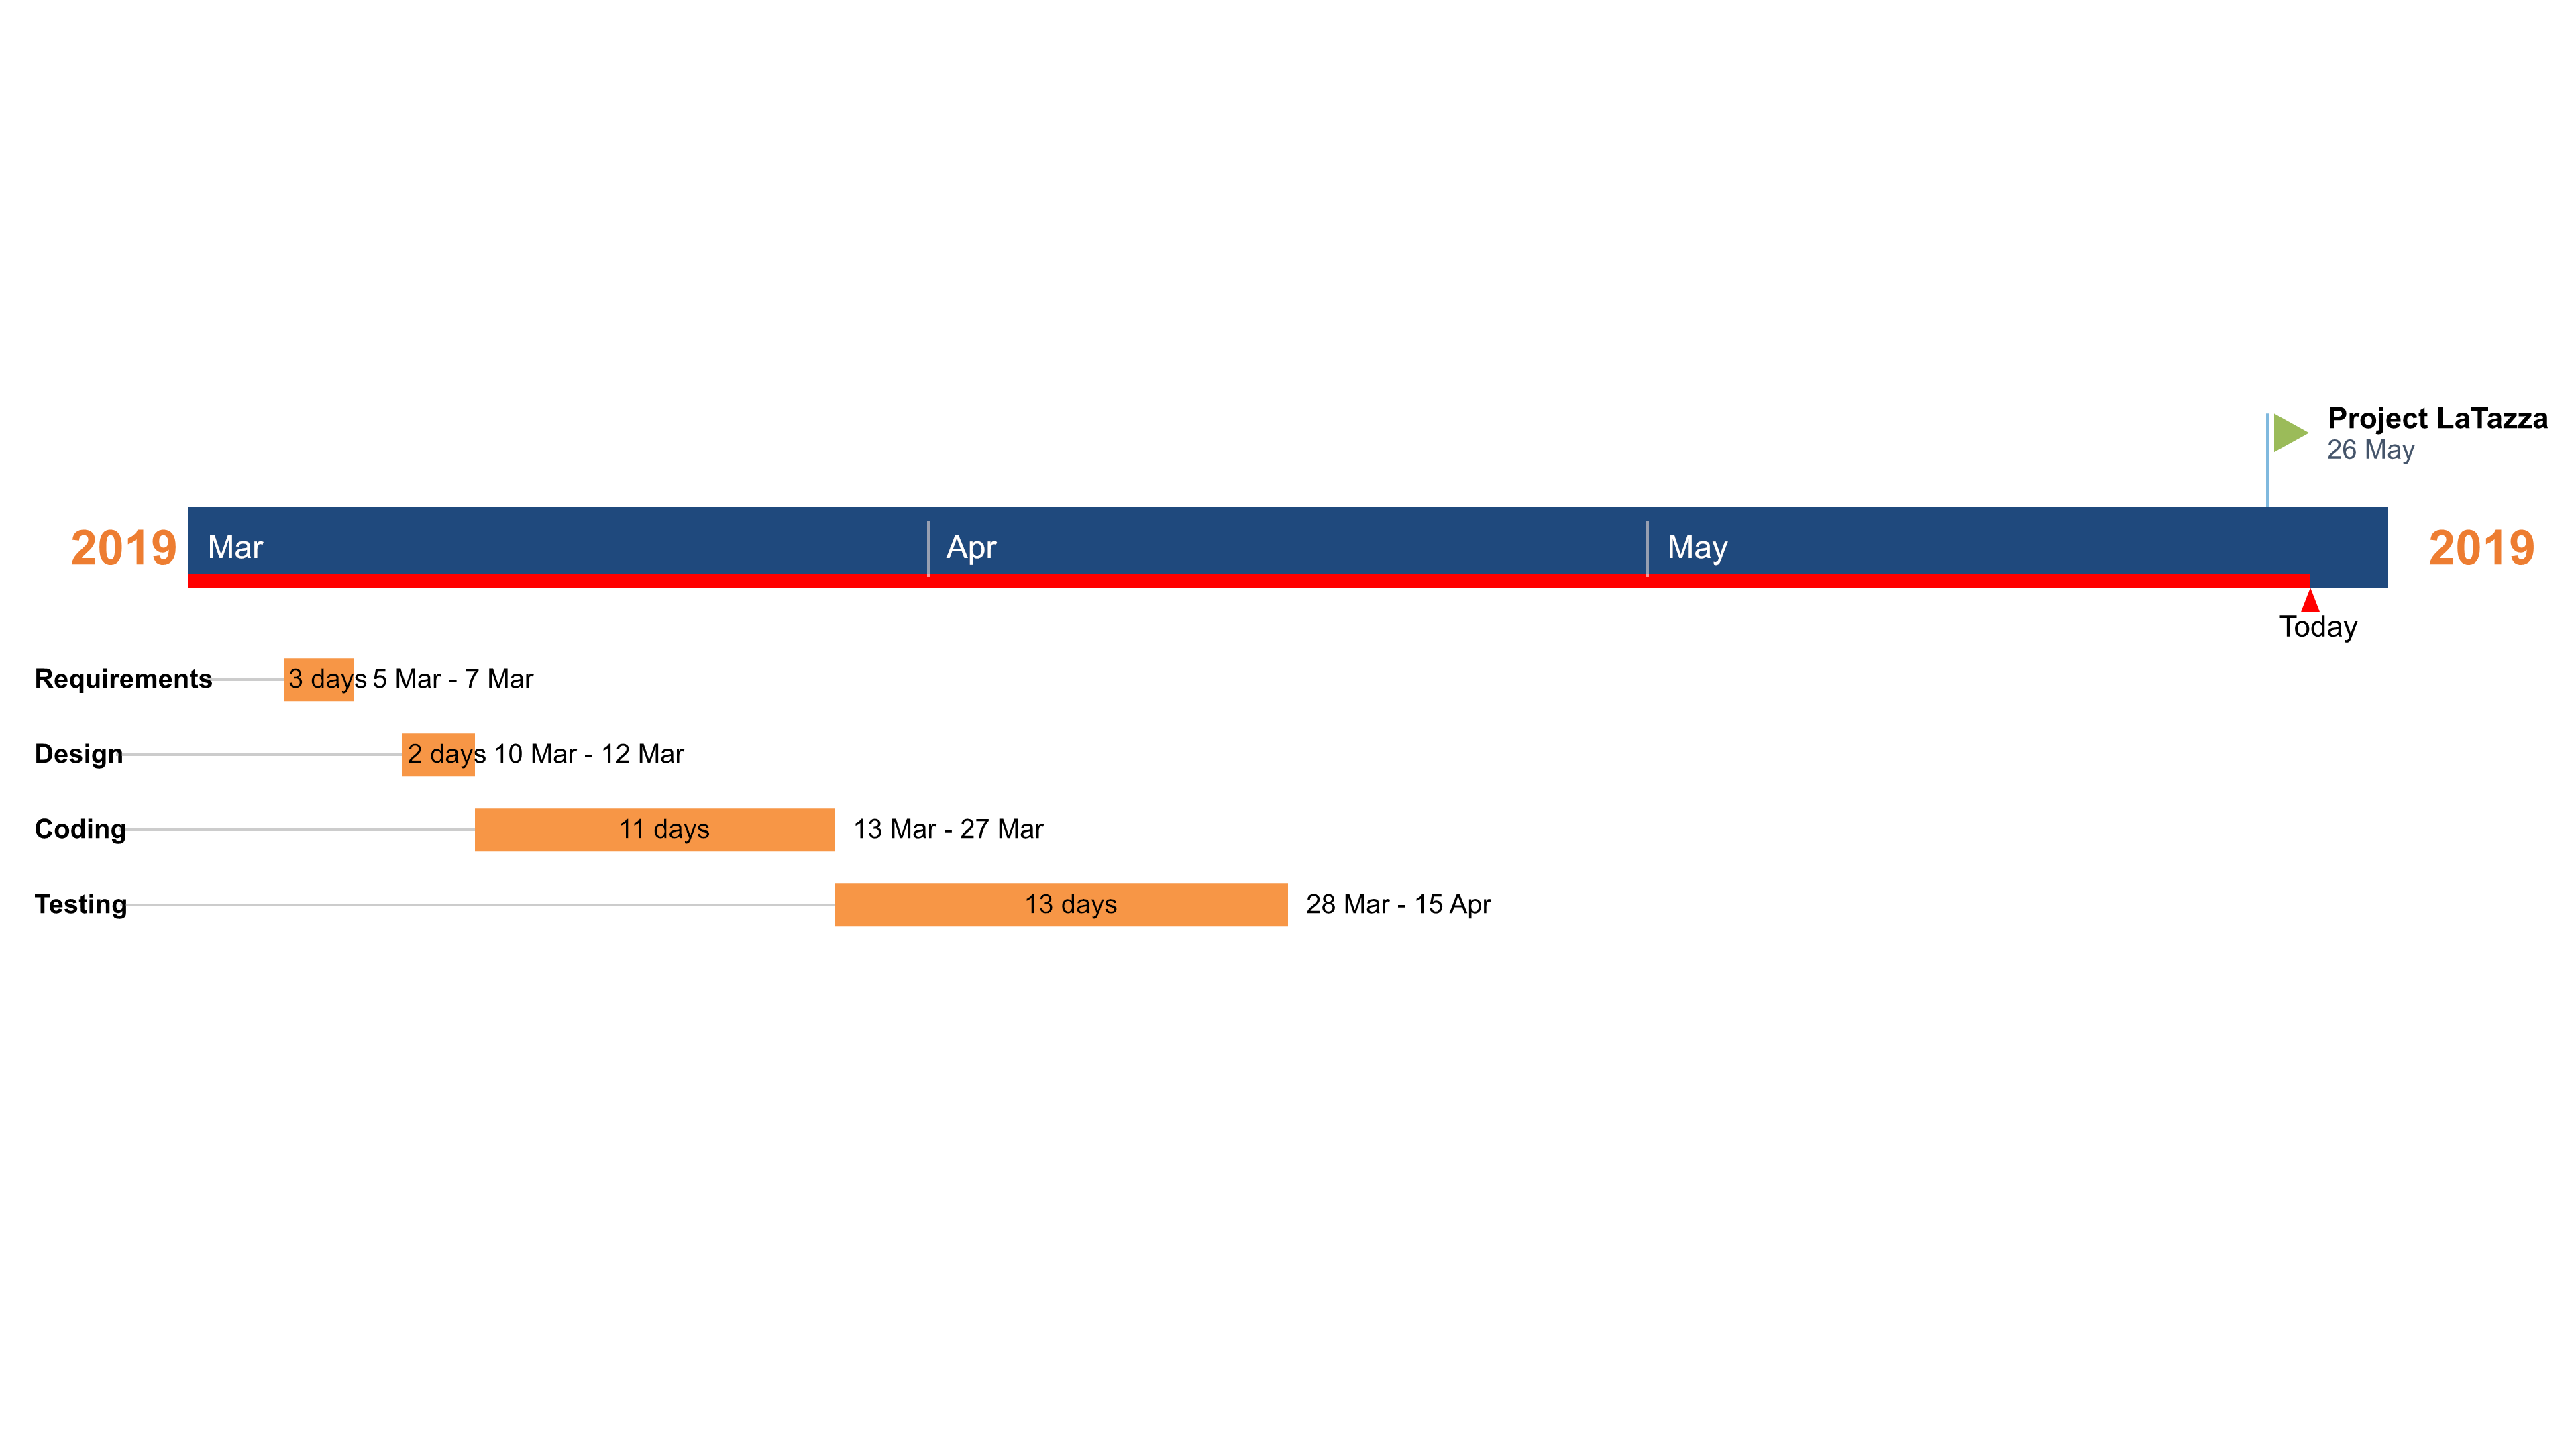 Project LaTazza
26 May
2019 Mar Apr May 2019
Today
Requirements 3 days 5 Mar - 7 Mar
Design 2 days 10 Mar - 12 Mar
Coding 11 days 13 Mar - 27 Mar
Testing 13 days 28 Mar - 15 Apr